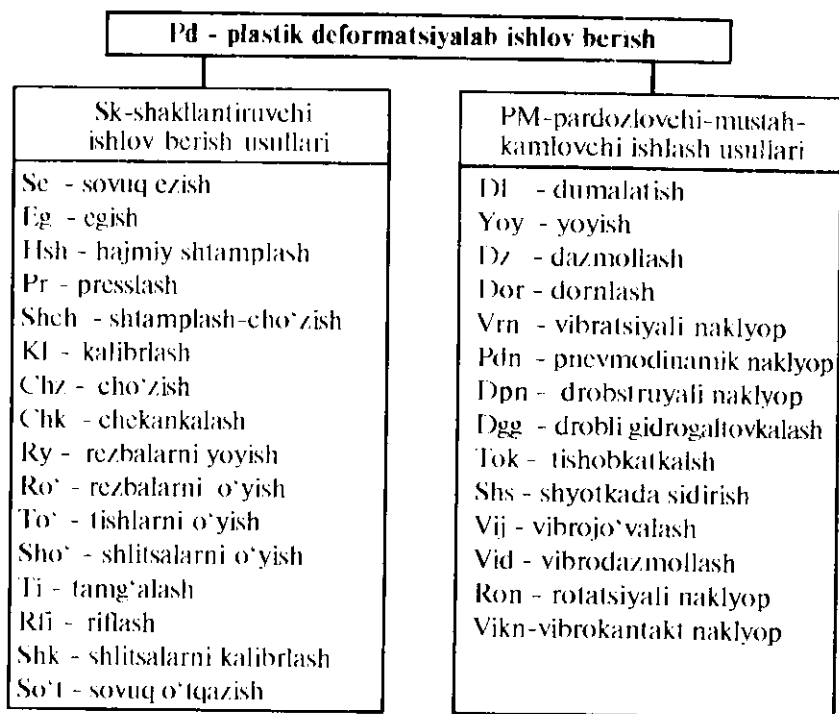 Pd - plastik deformatsiyalab ishlov berish
Sk-shakllantiruvchi
ishlov berish usullari
Se - sovuq ezish
Eg - egish
Hsh - hajmiy shtamplash
Pr - presslash
Shch - shtamplash-cho‘zish
Kl - kalibrlash
Chz - cho‘zish
Chk - chekankalash
Ry - rezbalarni yoyish
Ro‘ - rezbalarni o‘yish
To‘ - tishlarni o‘yish
Sho‘ - shlitsalarni o‘yish
Ti - tamg‘alash
Rfi - riflash
Shk - shlitsalarni kalibrlash
So‘t - sovuq o‘tqazish
PM-pardozlovchi-mustah-
kamlovchi ishlash usullari
Dl - dumalatish
Yoy - yoyish
Dz - dazmollash
Dor - dornlash
Vrn - vibratsiyali naklyop
Pdn - pnevmodinamik naklyop
Dpn - drobstruyali naklyop
Dgg - drobli gidrogaltovkalash
Tok - tishobkatkalsh
Shs - shyotkada sidirish
Vij - vibrojo‘valash
Vid - vibrodazmollash
Ron - rotatsiyali naklyop
Vikn-vibrokantakt naklyop